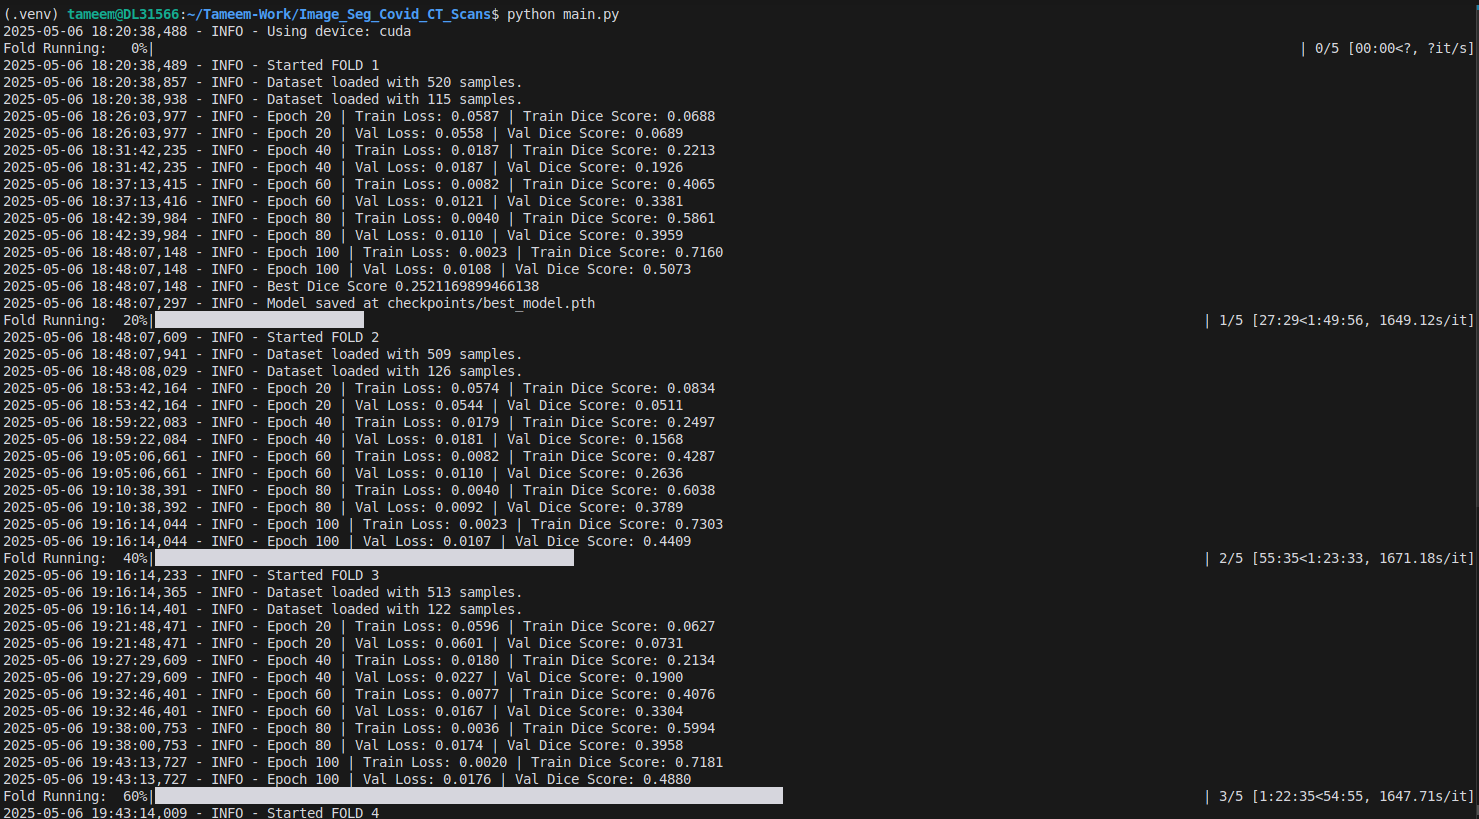 (.venv) tameem@DL31566:~/Tameem-Work/Image_Seg_Covid_CT_Scans$ python main.py
2025-05-06 18:20:38,488 - INFO - Using device: cuda
Fold Running:   0%|                    | 0/5 [00:00<?, ?it/s]
2025-05-06 18:20:38,489 - INFO - Started FOLD 1
2025-05-06 18:20:38,857 - INFO - Dataset loaded with 520 samples.
2025-05-06 18:20:38,938 - INFO - Dataset loaded with 115 samples.
2025-05-06 18:26:03,977 - INFO - Epoch 20 | Train Loss: 0.0587 | Train Dice Score: 0.0688
2025-05-06 18:26:03,977 - INFO - Epoch 20 | Val Loss: 0.0558 | Val Dice Score: 0.0689
2025-05-06 18:31:42,235 - INFO - Epoch 40 | Train Loss: 0.0187 | Train Dice Score: 0.2213
2025-05-06 18:31:42,235 - INFO - Epoch 40 | Val Loss: 0.0187 | Val Dice Score: 0.1926
2025-05-06 18:37:13,415 - INFO - Epoch 60 | Train Loss: 0.0082 | Train Dice Score: 0.4065
2025-05-06 18:37:13,416 - INFO - Epoch 60 | Val Loss: 0.0121 | Val Dice Score: 0.3381
2025-05-06 18:42:39,984 - INFO - Epoch 80 | Train Loss: 0.0040 | Train Dice Score: 0.5861
2025-05-06 18:42:39,984 - INFO - Epoch 80 | Val Loss: 0.0110 | Val Dice Score: 0.3959
2025-05-06 18:48:07,148 - INFO - Epoch 100 | Train Loss: 0.0023 | Train Dice Score: 0.7160
2025-05-06 18:48:07,148 - INFO - Epoch 100 | Val Loss: 0.0108 | Val Dice Score: 0.5073
2025-05-06 18:48:07,148 - INFO - Best Dice Score 0.2521169899466138
2025-05-06 18:48:07,297 - INFO - Model saved at checkpoints/best_model.pth
Fold Running:  20%|                    | 1/5 [27:29<1:49:56, 1649.12s/it]
2025-05-06 18:48:07,609 - INFO - Started FOLD 2
2025-05-06 18:48:07,941 - INFO - Dataset loaded with 509 samples.
2025-05-06 18:48:08,029 - INFO - Dataset loaded with 126 samples.
2025-05-06 18:53:42,164 - INFO - Epoch 20 | Train Loss: 0.0574 | Train Dice Score: 0.0834
2025-05-06 18:53:42,164 - INFO - Epoch 20 | Val Loss: 0.0544 | Val Dice Score: 0.0511
2025-05-06 18:59:22,083 - INFO - Epoch 40 | Train Loss: 0.0179 | Train Dice Score: 0.2497
2025-05-06 18:59:22,084 - INFO - Epoch 40 | Val Loss: 0.0181 | Val Dice Score: 0.1568
2025-05-06 19:05:06,661 - INFO - Epoch 60 | Train Loss: 0.0082 | Train Dice Score: 0.4287
2025-05-06 19:05:06,661 - INFO - Epoch 60 | Val Loss: 0.0110 | Val Dice Score: 0.2636
2025-05-06 19:10:38,391 - INFO - Epoch 80 | Train Loss: 0.0040 | Train Dice Score: 0.6038
2025-05-06 19:10:38,392 - INFO - Epoch 80 | Val Loss: 0.0092 | Val Dice Score: 0.3789
2025-05-06 19:16:14,044 - INFO - Epoch 100 | Train Loss: 0.0023 | Train Dice Score: 0.7303
2025-05-06 19:16:14,044 - INFO - Epoch 100 | Val Loss: 0.0107 | Val Dice Score: 0.4409
Fold Running:  40%|                    | 2/5 [55:35<1:23:33, 1671.18s/it]
2025-05-06 19:16:14,233 - INFO - Started FOLD 3
2025-05-06 19:16:14,365 - INFO - Dataset loaded with 513 samples.
2025-05-06 19:16:14,401 - INFO - Dataset loaded with 122 samples.
2025-05-06 19:21:48,471 - INFO - Epoch 20 | Train Loss: 0.0596 | Train Dice Score: 0.0627
2025-05-06 19:21:48,471 - INFO - Epoch 20 | Val Loss: 0.0601 | Val Dice Score: 0.0731
2025-05-06 19:27:29,609 - INFO - Epoch 40 | Train Loss: 0.0180 | Train Dice Score: 0.2134
2025-05-06 19:27:29,609 - INFO - Epoch 40 | Val Loss: 0.0227 | Val Dice Score: 0.1900
2025-05-06 19:32:46,401 - INFO - Epoch 60 | Train Loss: 0.0077 | Train Dice Score: 0.4076
2025-05-06 19:32:46,401 - INFO - Epoch 60 | Val Loss: 0.0167 | Val Dice Score: 0.3304
2025-05-06 19:38:00,753 - INFO - Epoch 80 | Train Loss: 0.0036 | Train Dice Score: 0.5994
2025-05-06 19:38:00,753 - INFO - Epoch 80 | Val Loss: 0.0174 | Val Dice Score: 0.3958
2025-05-06 19:43:13,727 - INFO - Epoch 100 | Train Loss: 0.0020 | Train Dice Score: 0.7181
2025-05-06 19:43:13,727 - INFO - Epoch 100 | Val Loss: 0.0176 | Val Dice Score: 0.4880
Fold Running:  60%|                    | 3/5 [1:22:35<54:55, 1647.71s/it]
2025-05-06 19:43:14,009 - INFO - Started FOLD 4